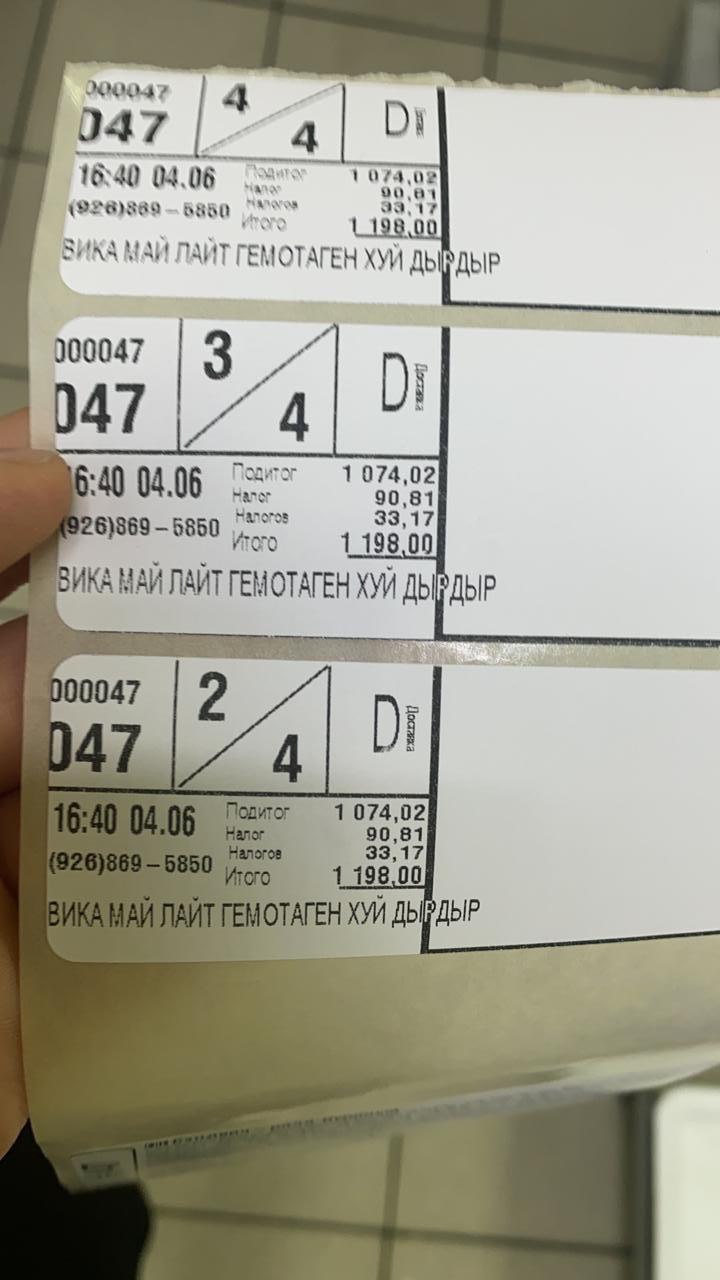 000047
047
4
4
D
16:40 04.06
(926)869-5850
Подитог 1 074,02
Налог 90,81
Налогов 33,17
Итого 1 198,00
ВИКА МАЙ ЛАЙТ ГЕМОТАГЕН ХУЙ ДЫРДЫР
000047
047
3
4
D
Доставка
16:40 04.06
(926)869-5850
Подитог 1 074,02
Налог 90,81
Налогов 33,17
Итого 1 198,00
ВИКА МАЙ ЛАЙТ ГЕМОТАГЕН ХУЙ ДЫРДЫР
000047
047
2
4
D
Доставка
16:40 04.06
(926)869-5850
Подитог 1 074,02
Налог 90,81
Налогов 33,17
Итого 1 198,00
ВИКА МАЙ ЛАЙТ ГЕМОТАГЕН ХУЙ ДЫРДЫР